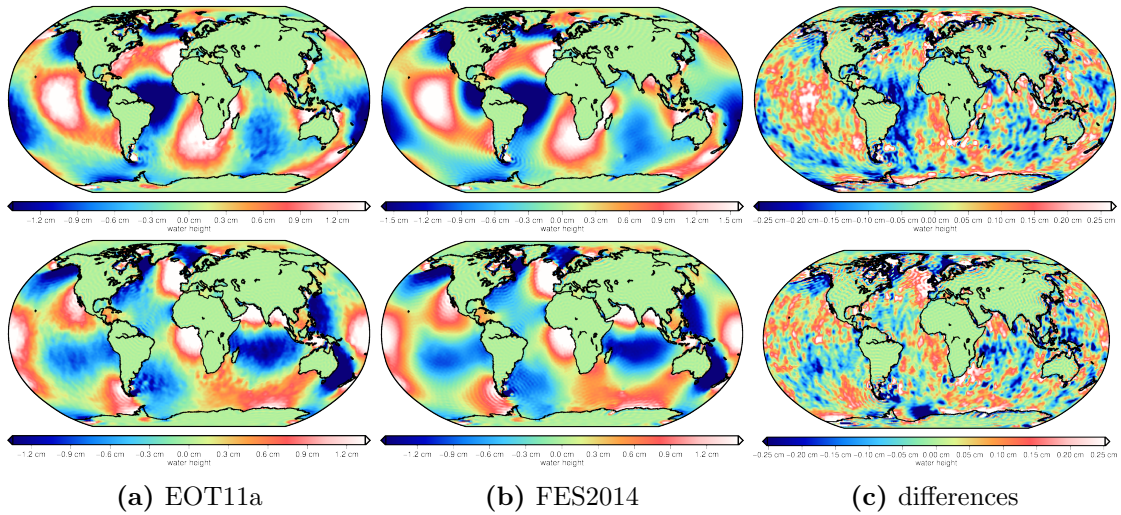 −1.2 cm −0.9 cm −0.6 cm −0.3 cm 0.0 cm 0.3 cm 0.6 cm 0.9 cm 1.2 cm
water height
−1.5 cm −1.2 cm −0.9 cm −0.6 cm −0.3 cm 0.0 cm 0.3 cm 0.6 cm 0.9 cm 1.2 cm 1.5 cm
water height
−0.25 cm −0.20 cm −0.15 cm −0.10 cm −0.05 cm 0.00 cm 0.05 cm 0.10 cm 0.15 cm 0.20 cm 0.25 cm
water height
−1.2 cm −0.9 cm −0.6 cm −0.3 cm 0.0 cm 0.3 cm 0.6 cm 0.9 cm 1.2 cm
water height
−1.2 cm −0.9 cm −0.6 cm −0.3 cm 0.0 cm 0.3 cm 0.6 cm 0.9 cm 1.2 cm
water height
−0.25 cm −0.20 cm −0.15 cm −0.10 cm −0.05 cm 0.00 cm 0.05 cm 0.10 cm 0.15 cm 0.20 cm 0.25 cm
water height
(a) EOT11a
(b) FES2014
(c) differences